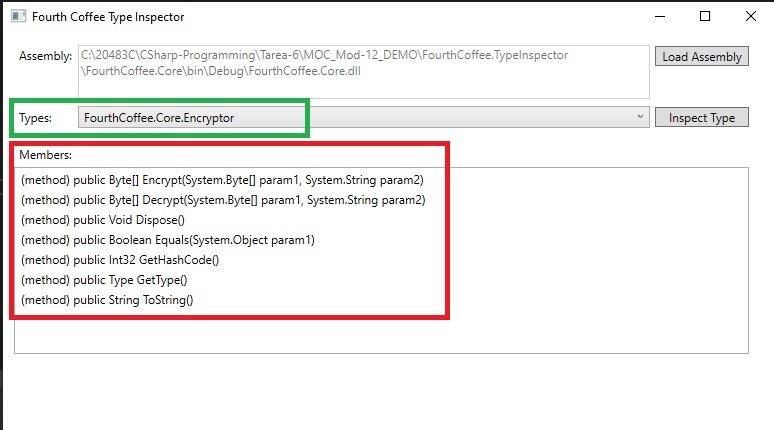 Fourth Coffee Type Inspector
Assembly:
C:\20483C\CSharp-Programming\Tarea-6\MOC_Mod-12_DEMO\FourthCoffee.TypeInspector
\FourthCoffee.Core\bin\Debug\FourthCoffee.Core.dll
Load Assembly
Types:
FourthCoffee.Core.Encryptor
Inspect Type
Members:
(method) public Byte[] Encrypt(System.Byte[] param1, System.String param2)
(method) public Byte[] Decrypt(System.Byte[] param1, System.String param2)
(method) public Void Dispose()
(method) public Boolean Equals(System.Object param1)
(method) public Int32 GetHashCode()
(method) public Type GetType()
(method) public String ToString()